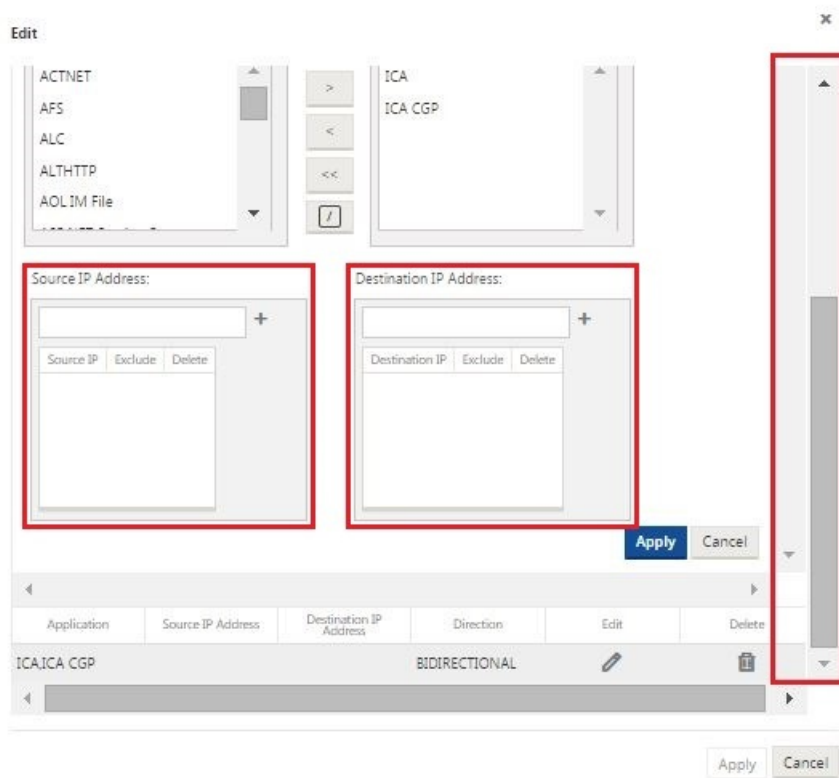 Edit
ACTNET
AFS
ALC
ALTHTTP
AOL IM File
>
<
<<
/
ICA
ICA CGP
Source IP Address:
+
Source IP Exclude Delete
Destination IP Address:
+
Destination IP Exclude Delete
Apply Cancel
Application Source IP Address Destination IP Address Direction Edit Delete
ICA,ICA CGP BIDIRECTIONAL
Apply Cancel